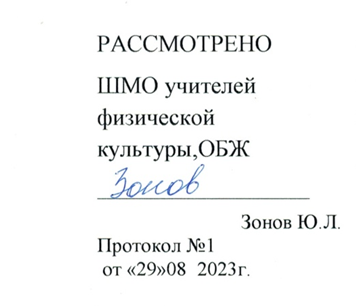 РАССМОТРЕНО
ШМО учителей
физической
культуры,ОБЖ
Зонов
Зонов Ю.Л.
Протокол №1
от «29»08 2023г.